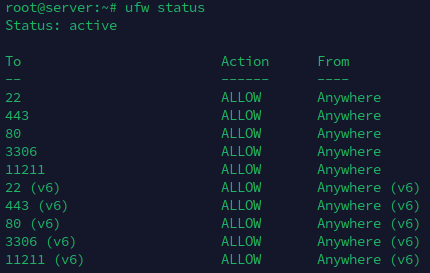 root@server:~# ufw status
Status: active
To                         Action      From
--                         ------      ----
22                         ALLOW       Anywhere
443                        ALLOW       Anywhere
80                         ALLOW       Anywhere
3306                       ALLOW       Anywhere
11211                      ALLOW       Anywhere
22 (v6)                    ALLOW       Anywhere (v6)
443 (v6)                   ALLOW       Anywhere (v6)
80 (v6)                    ALLOW       Anywhere (v6)
3306 (v6)                  ALLOW       Anywhere (v6)
11211 (v6)                 ALLOW       Anywhere (v6)